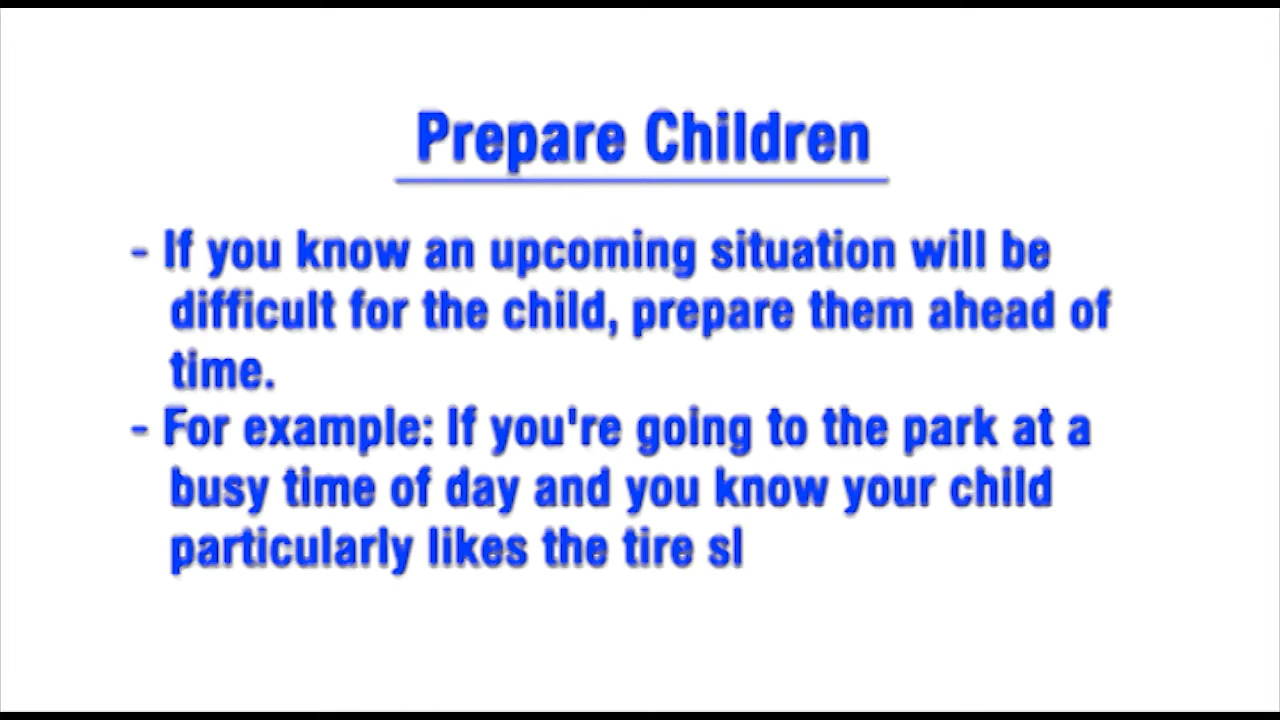 Prepare Children
- If you know an upcoming situation will be
difficult for the child, prepare them ahead of
time.
- For example: If you're going to the park at a
busy time of day and you know your child
particularly likes the tire sl